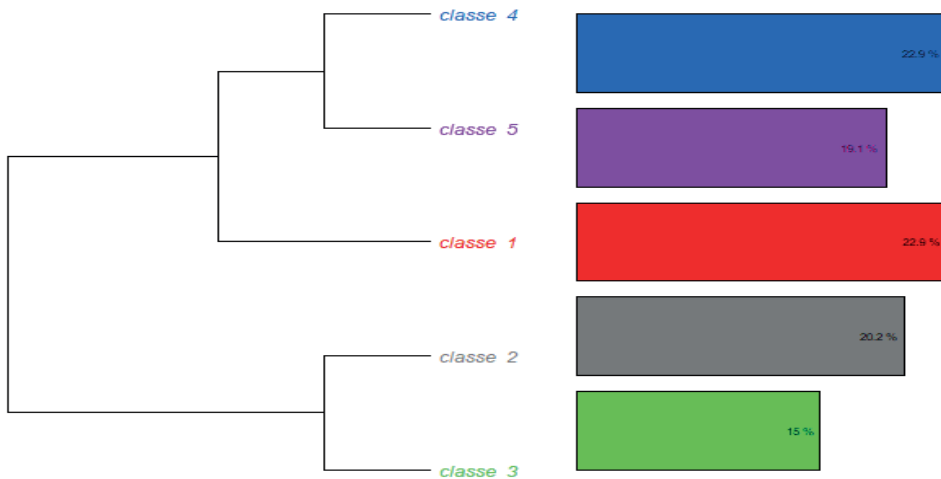 classe 4
22.9 %
classe 5
19.1 %
classe 1
22.9 %
classe 2
20.2 %
classe 3
15 %